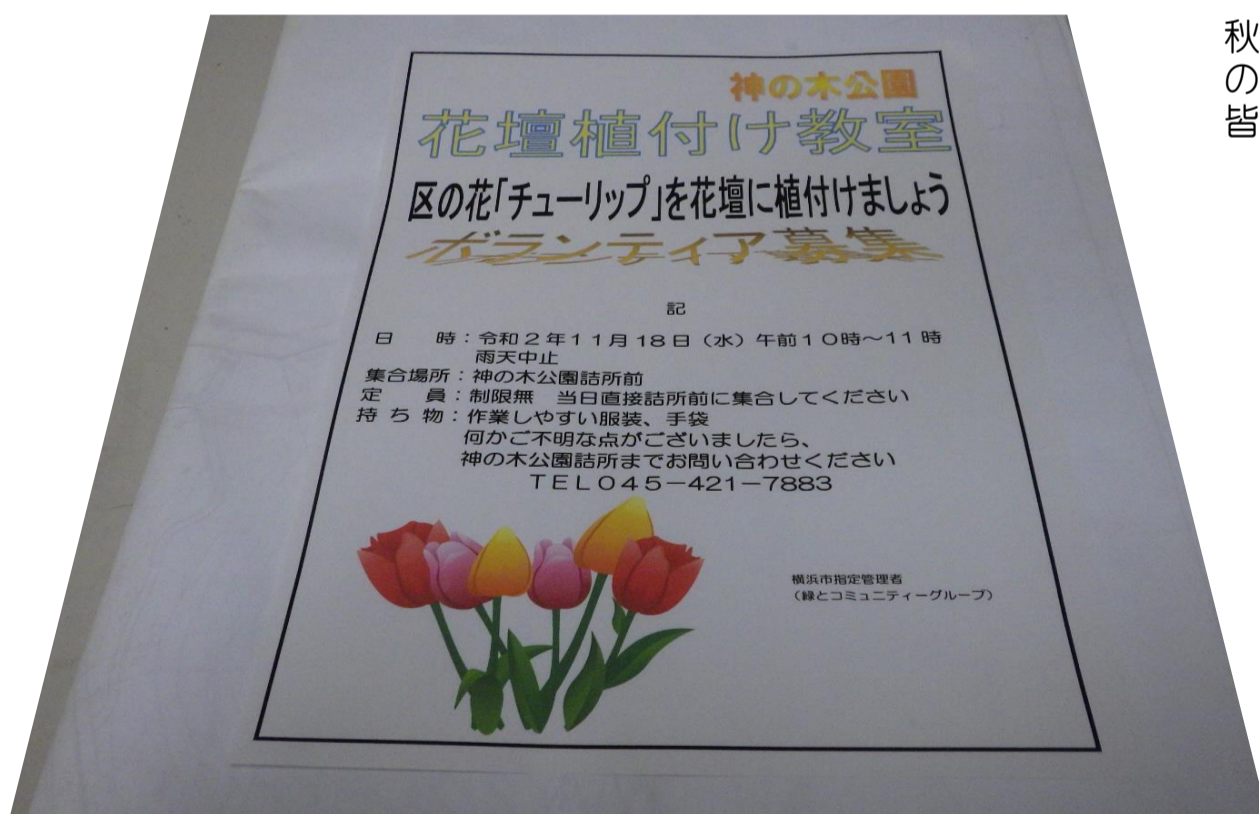 神の木公園
花壇植付け教室
区の花「チューリップ」を花壇に植付けましょう
ボランティア募集
記
日　　時：令和２年１１月１８日（水）午前１０時～１１時
雨天中止
集合場所：神の木公園詰所前
定　　員：制限無　当日直接詰所前に集合してください
持 ち 物：作業しやすい服装、手袋
何かご不明な点がございましたら、
神の木公園詰所までお問い合わせください
ＴＥＬ０４５－４２１－７８８３
横浜市指定管理者
（緑とコミュニティーグループ）
秋の皆